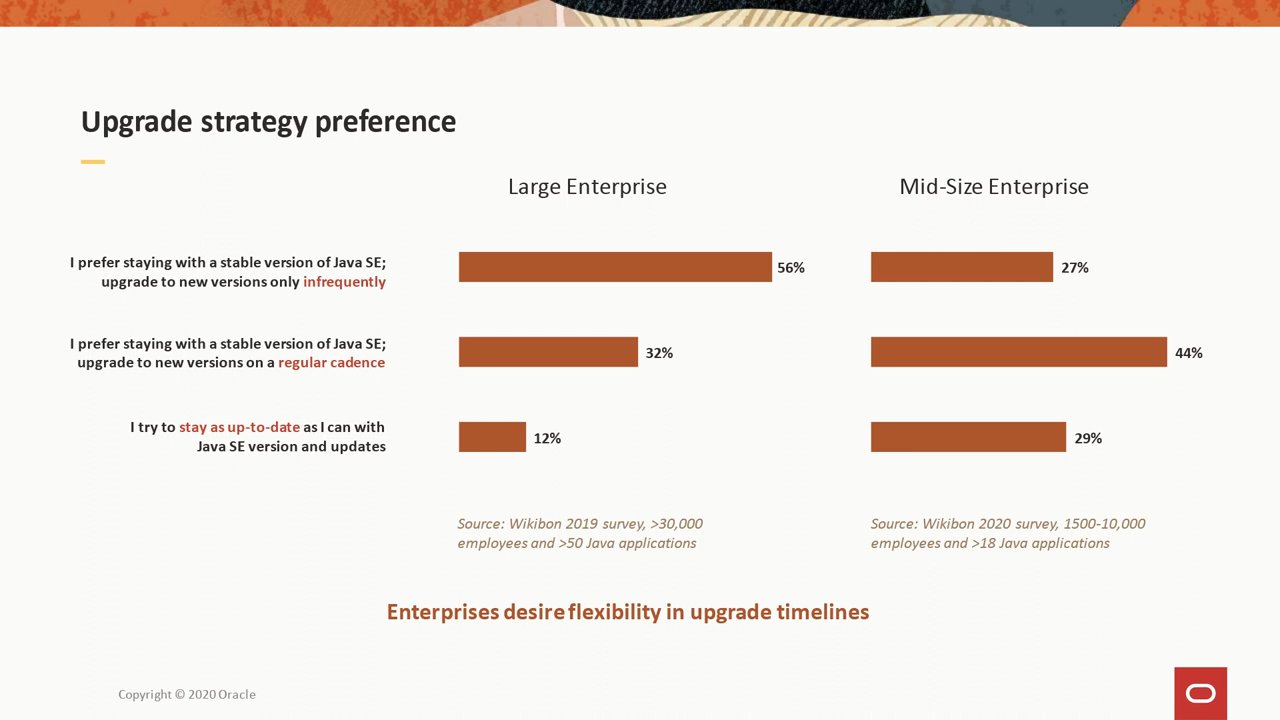 Upgrade strategy preference
Large Enterprise
Mid-Size Enterprise
I prefer staying with a stable version of Java SE;
upgrade to new versions only infrequently
56%
27%
I prefer staying with a stable version of Java SE;
upgrade to new versions on a regular cadence
32%
44%
I try to stay as up-to-date as I can with
Java SE version and updates
12%
29%
Source: Wikibon 2019 survey, >30,000
employees and >50 Java applications
Source: Wikibon 2020 survey, 1500-10,000
employees and >18 Java applications
Enterprises desire flexibility in upgrade timelines
Copyright © 2020 Oracle